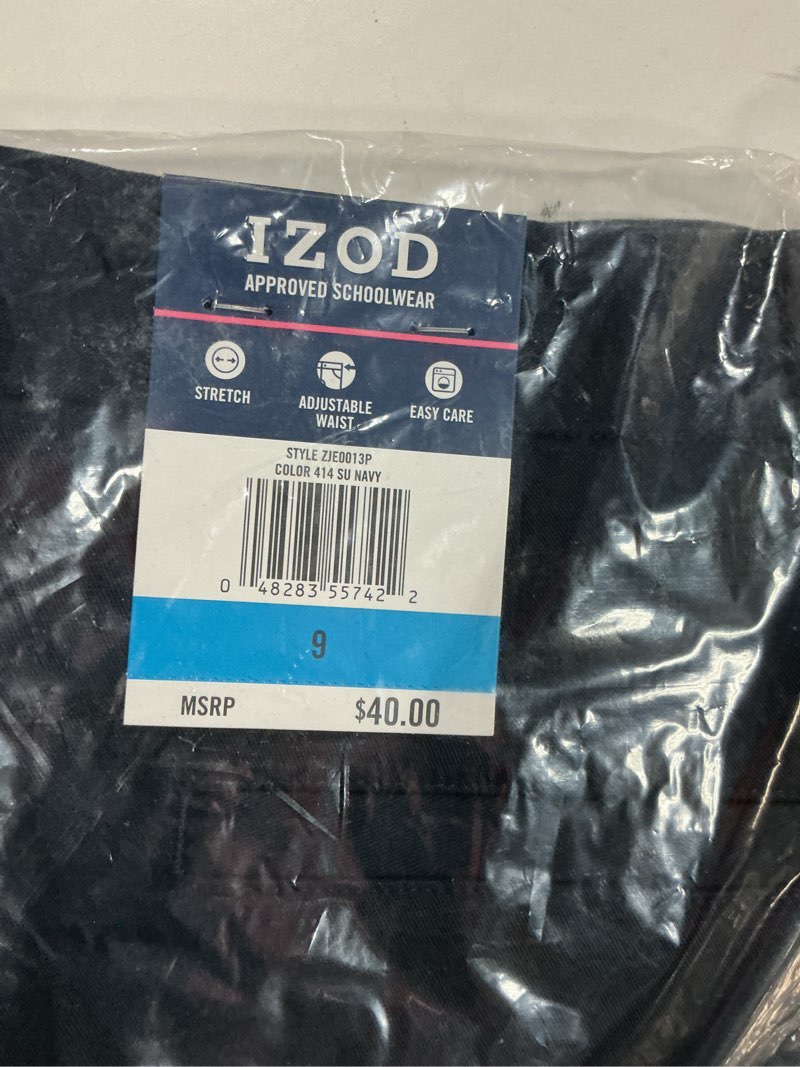 IZOD
APPROVED SCHOOLWEAR
STRETCH
ADJUSTABLE
WAIST
EASY CARE
STYLE ZJE0013P
COLOR 414 SU NAVY
0 48283 55742 2
9
MSRP $40.00